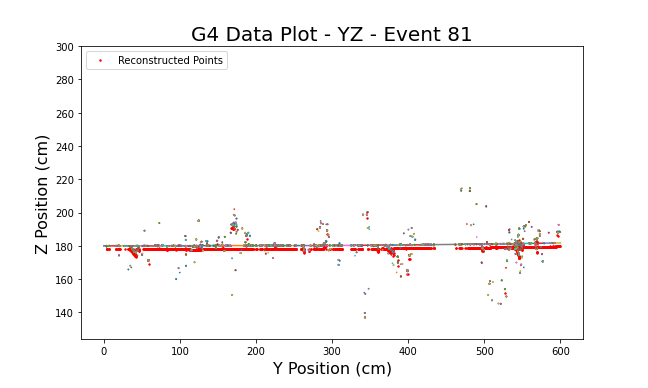 G4 Data Plot - YZ - Event 81
Reconstructed Points
Z Position (cm)
300
280
260
240
220
200
180
160
140
0 100 200 300 400 500 600
Y Position (cm)